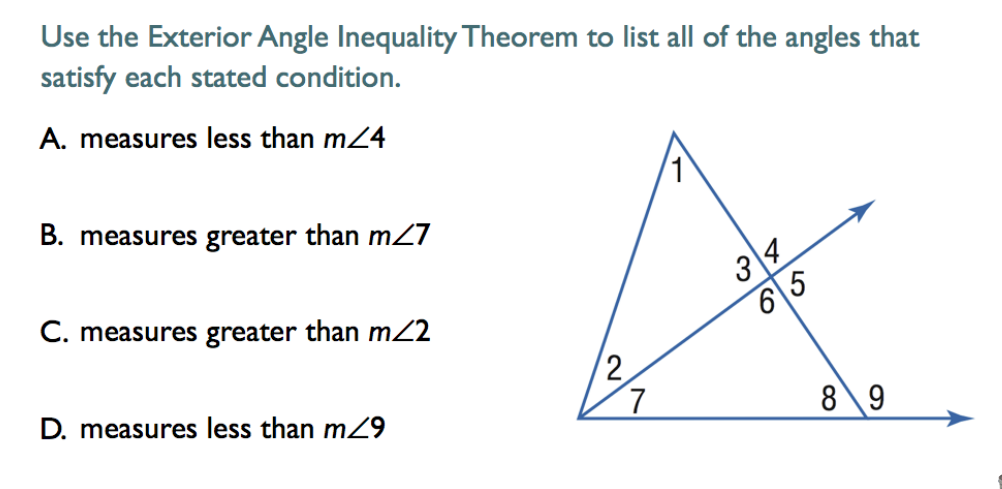 Use the Exterior Angle Inequality Theorem to list all of the angles that
satisfy each stated condition.
A. measures less than m∠4
B. measures greater than m∠7
C. measures greater than m∠2
D. measures less than m∠9
1
4
3
5
6
2
7
8
9